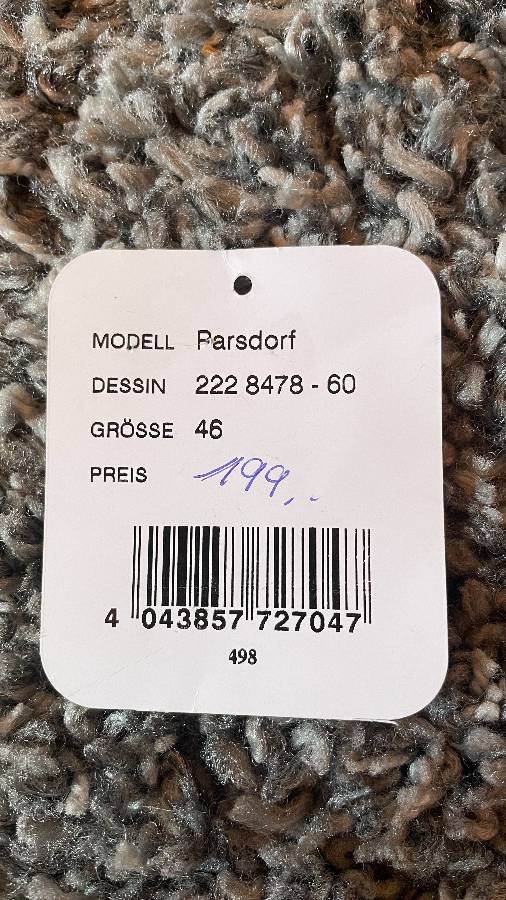 MODELL Parsdorf
DESSIN 222 8478 - 60
GRÖSSE 46
PREIS 199,-
4 043857 727047
498